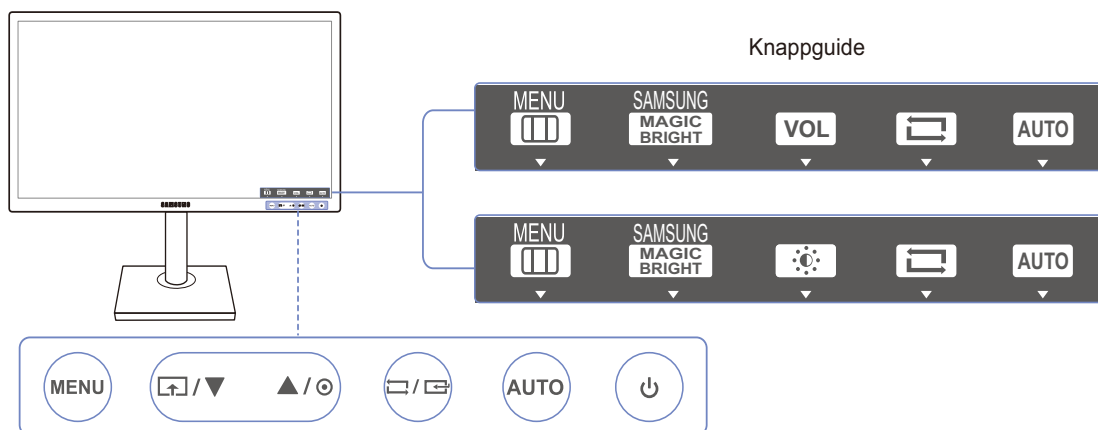 Knappguide
MENU
SAMSUNG
MAGIC
BRIGHT
VOL
AUTO
SAMSUNG
MENU
SAMSUNG
MAGIC
BRIGHT
AUTO
MENU
/
/
/
AUTO